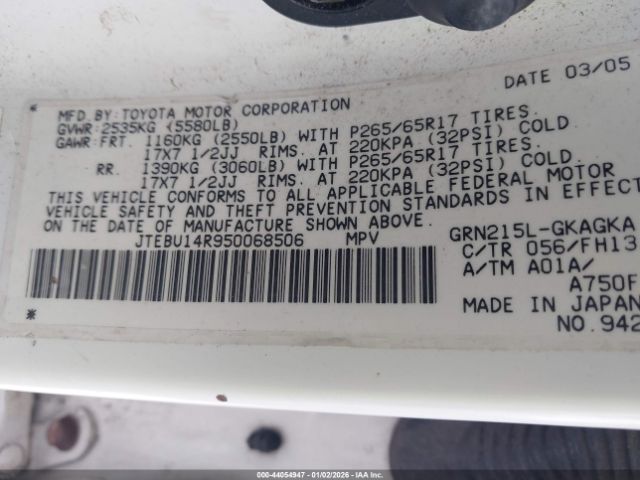 DATE 03/05
MFD.BY:TOYOTA MOTOR CORPORATION
GVWR:2535KG (5580LB)
GAWR:FRT. 1160KG (2550LB) WITH P265/65R17 TIRES.
17X7 1/2JJ RIMS. AT 220KPA (32PSI) COLD
RR. 1390KG (3060LB) WITH P265/65R17 TIRES.
17X7 1/2JJ RIMS. AT 220KPA (32PSI) COLD.
THIS VEHICLE CONFORMS TO ALL APPLICABLE FEDERAL MOTOR
VEHICLE SAFETY AND THEFT PREVENTION STANDARDS IN EFFECT
ON THE DATE OF MANUFACTURE SHOWN ABOVE.
JTEBU14R950068506 MPV
GRN215L-GKAGKA
C/TR 056/FH13
A/TM A01A/
A750F
MADE IN JAPAN
NO.942
000-44054947 - 01/02/2026 - IAAI.COM